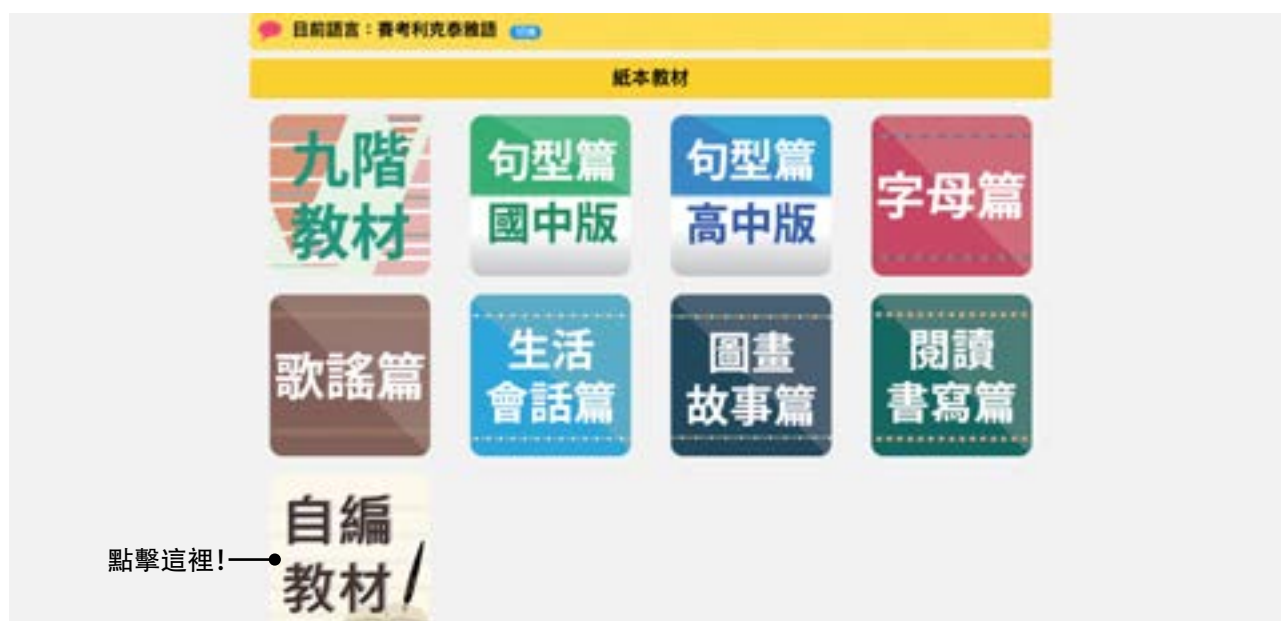 目前語言：賽考利克泰雅語
紙本教材
九階
教材
句型篇
國中版
句型篇
高中版
字母篇
歌謠篇
生活
會話篇
圖畫
故事篇
閱讀
書寫篇
自編
教材
點擊這裡！